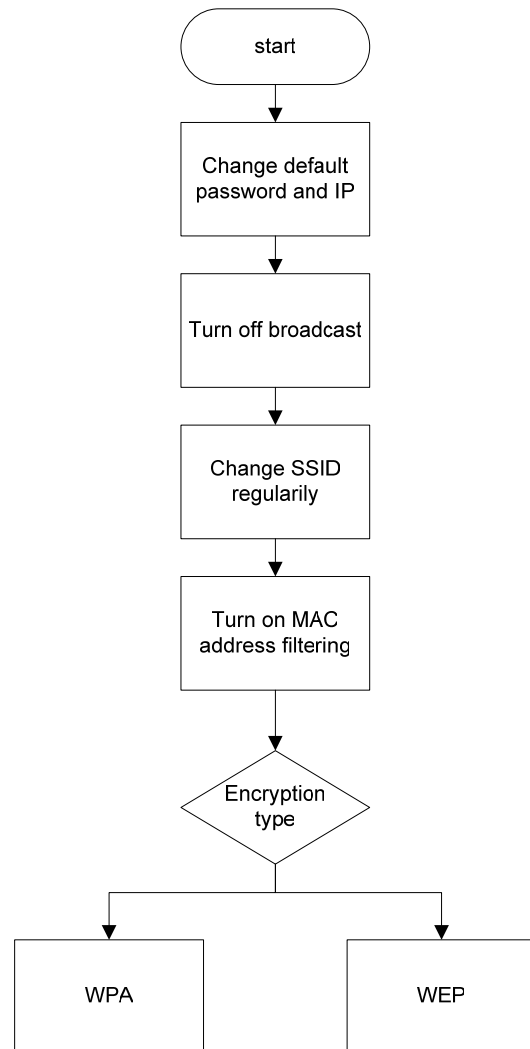 start
Change default
password and IP
Turn off broadcast
Change SSID
regularily
Turn on MAC
address filtering
Encryption
type
WPA
WEP